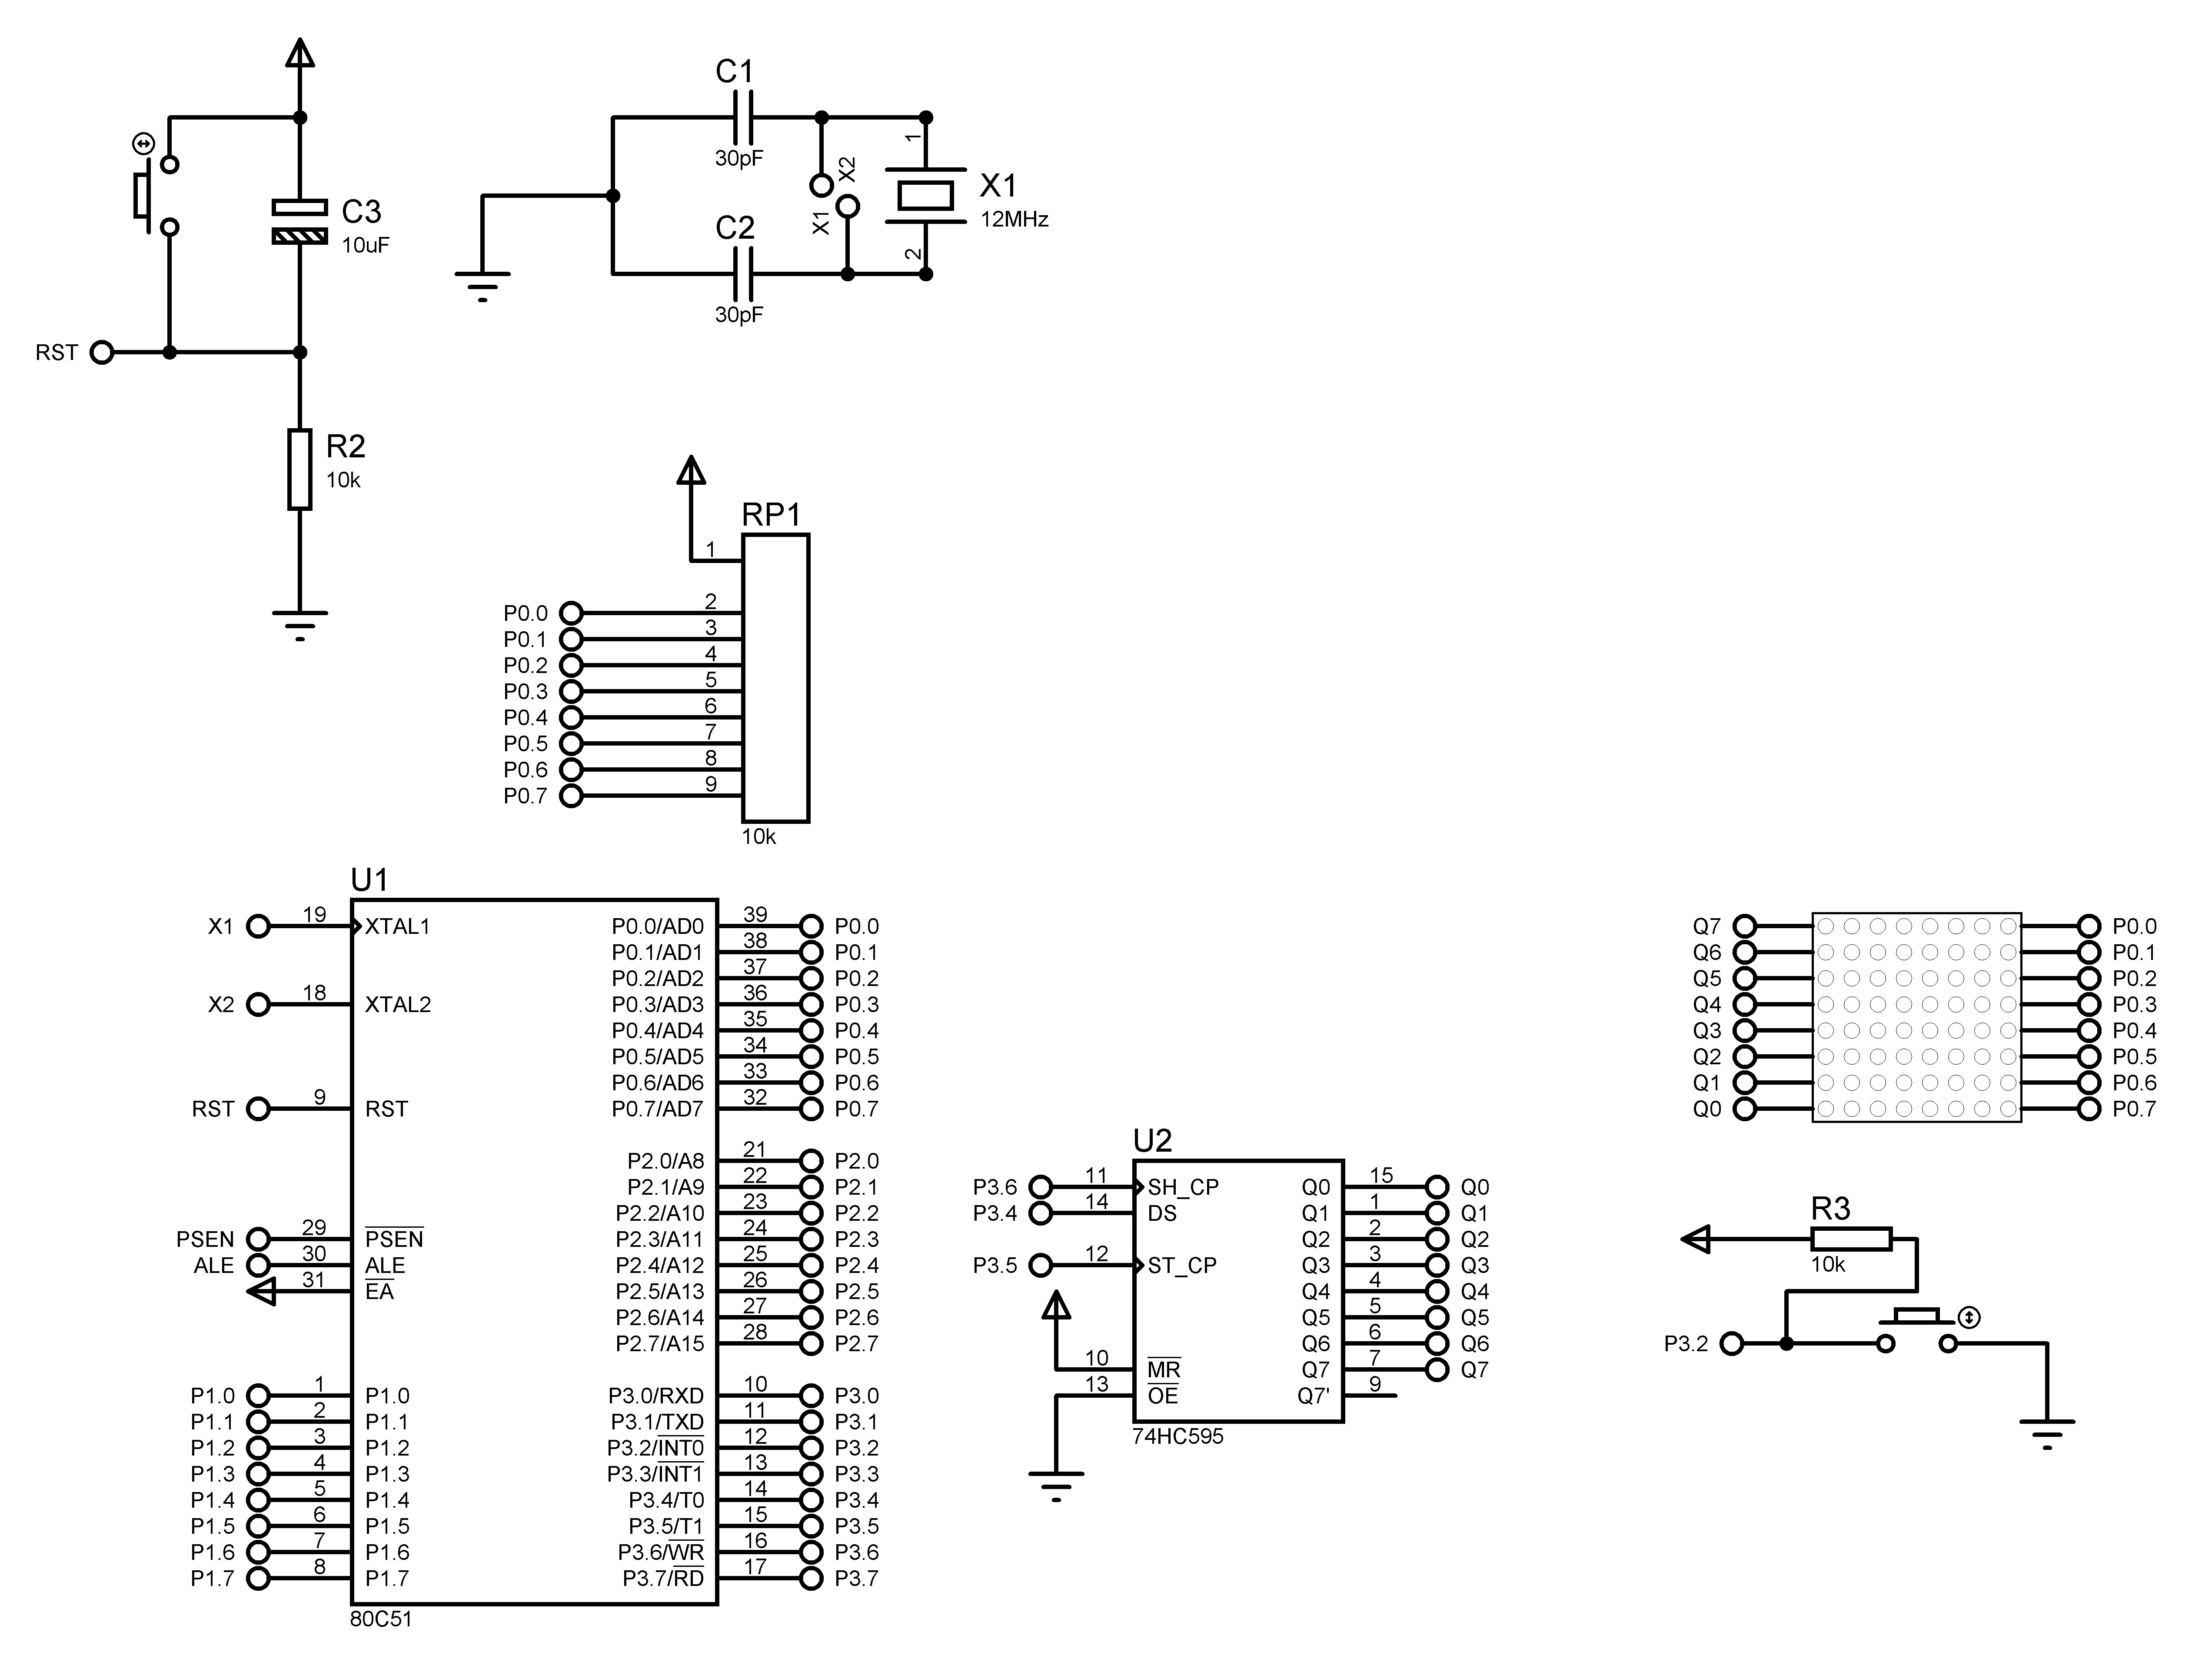 C3
10uF
RST
R2
10k
C1
30pF
C2
30pF
X2
X1
1
2
X1
12MHz
RP1
1
P0.0 2
P0.1 3
P0.2 4
P0.3 5
P0.4 6
P0.5 7
P0.6 8
P0.7 9
10k
U1
X1 19 XTAL1
X2 18 XTAL2
RST 9 RST
PSEN 29 PSEN
ALE 30 ALE
31 EA
P1.0 1 P1.0
P1.1 2 P1.1
P1.2 3 P1.2
P1.3 4 P1.3
P1.4 5 P1.4
P1.5 6 P1.5
P1.6 7 P1.6
P1.7 8 P1.7
P0.0/AD0 39 P0.0
P0.1/AD1 38 P0.1
P0.2/AD2 37 P0.2
P0.3/AD3 36 P0.3
P0.4/AD4 35 P0.4
P0.5/AD5 34 P0.5
P0.6/AD6 33 P0.6
P0.7/AD7 32 P0.7
P2.0/A8 21 P2.0
P2.1/A9 22 P2.1
P2.2/A10 23 P2.2
P2.3/A11 24 P2.3
P2.4/A12 25 P2.4
P2.5/A13 26 P2.5
P2.6/A14 27 P2.6
P2.7/A15 28 P2.7
P3.0/RXD 10 P3.0
P3.1/TXD 11 P3.1
P3.2/INT0 12 P3.2
P3.3/INT1 13 P3.3
P3.4/T0 14 P3.4
P3.5/T1 15 P3.5
P3.6/WR 16 P3.6
P3.7/RD 17 P3.7
80C51
U2
P3.6 11 SH_CP
P3.4 14 DS
P3.5 12 ST_CP
10 MR
13 OE
Q0 15 Q0
Q1 1 Q1
Q2 2 Q2
Q3 3 Q3
Q4 4 Q4
Q5 5 Q5
Q6 6 Q6
Q7 7 Q7
Q7' 9
74HC595
Q7 P0.0
Q6 P0.1
Q5 P0.2
Q4 P0.3
Q3 P0.4
Q2 P0.5
Q1 P0.6
Q0 P0.7
R3
10k
P3.2